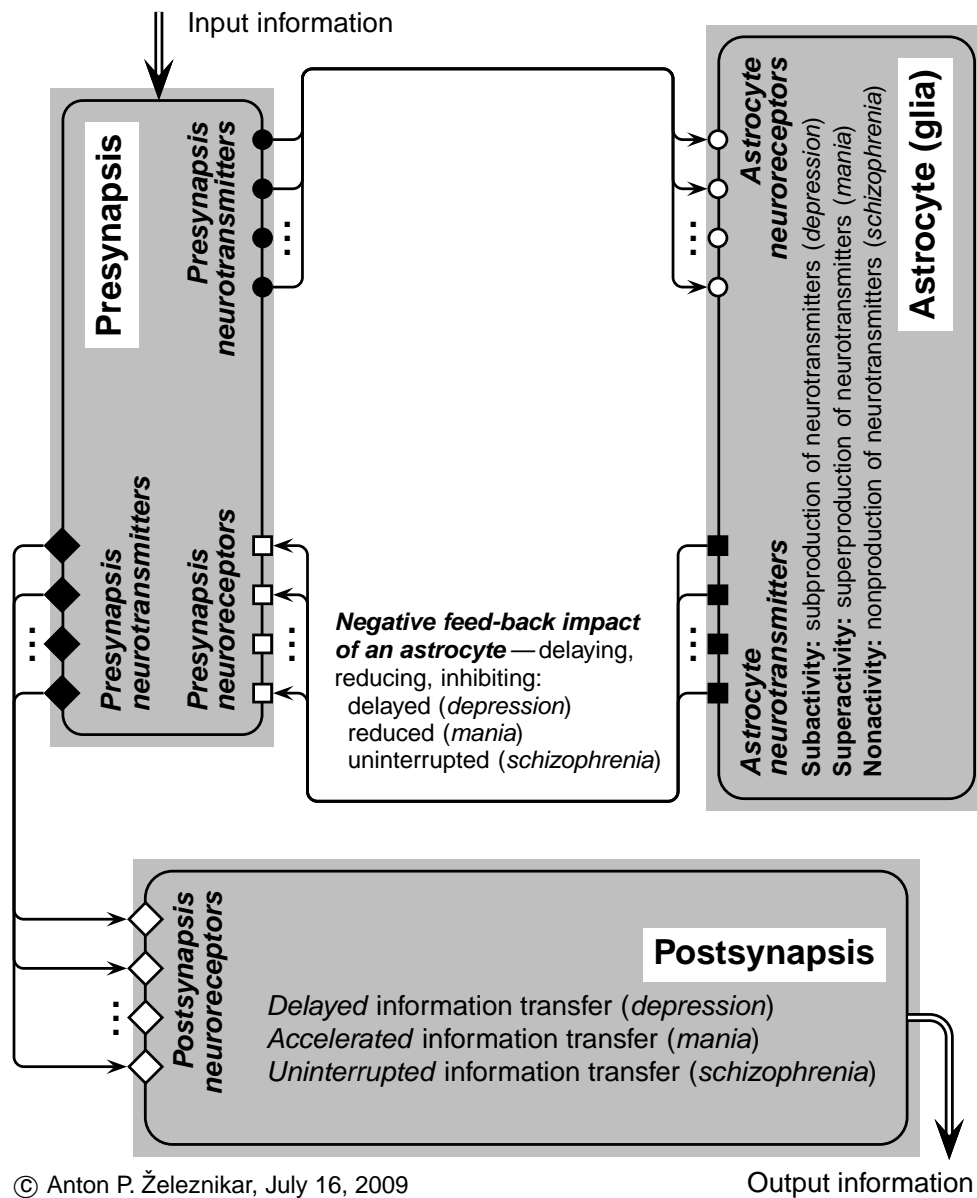 Input information
Presynapsis
Presynapsis
neurotransmitters
...
Presynapsis
neurotransmitters
...
Presynapsis
neuroreceptors
...
Astrocyte
neuroreceptors
...
Astrocyte (glia)
Astrocyte
neurotransmitters
...
Subactivity: subproduction of neurotransmitters (depression)
Superactivity: superproduction of neurotransmitters (mania)
Nonactivity: nonproduction of neurotransmitters (schizophrenia)
Negative feed-back impact
of an astrocyte — delaying,
reducing, inhibiting:
delayed (depression)
reduced (mania)
uninterrupted (schizophrenia)
Postsynapsis
neuroreceptors
...
Postsynapsis
Delayed information transfer (depression)
Accelerated information transfer (mania)
Uninterrupted information transfer (schizophrenia)
© Anton P. Železnikar, July 16, 2009
Output information